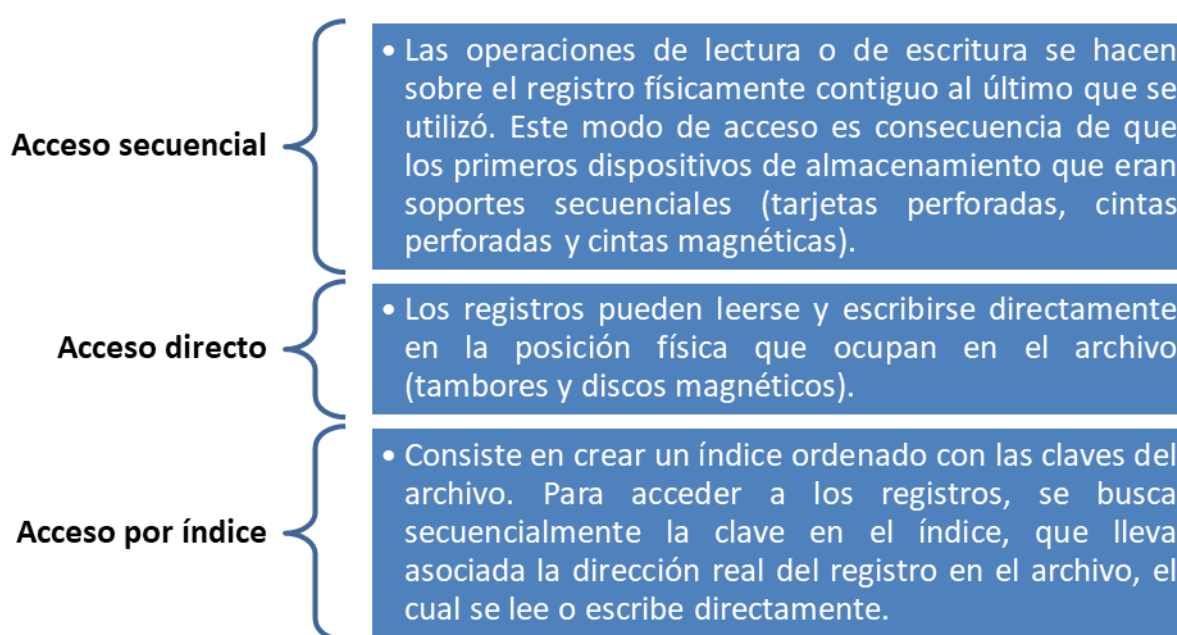 Acceso secuencial
• Las operaciones de lectura o de escritura se hacen
sobre el registro físicamente contiguo al último que se
utilizó. Este modo de acceso es consecuencia de que
los primeros dispositivos de almacenamiento que eran
soportes secuenciales (tarjetas perforadas, cintas
perforadas y cintas magnéticas).
Acceso directo
• Los registros pueden leerse y escribirse directamente
en la posición física que ocupan en el archivo
(tambores y discos magnéticos).
Acceso por índice
• Consiste en crear un índice ordenado con las claves del
archivo. Para acceder a los registros, se busca
secuencialmente la clave en el índice, que lleva
asociada la dirección real del registro en el archivo, el
cual se lee o escribe directamente.